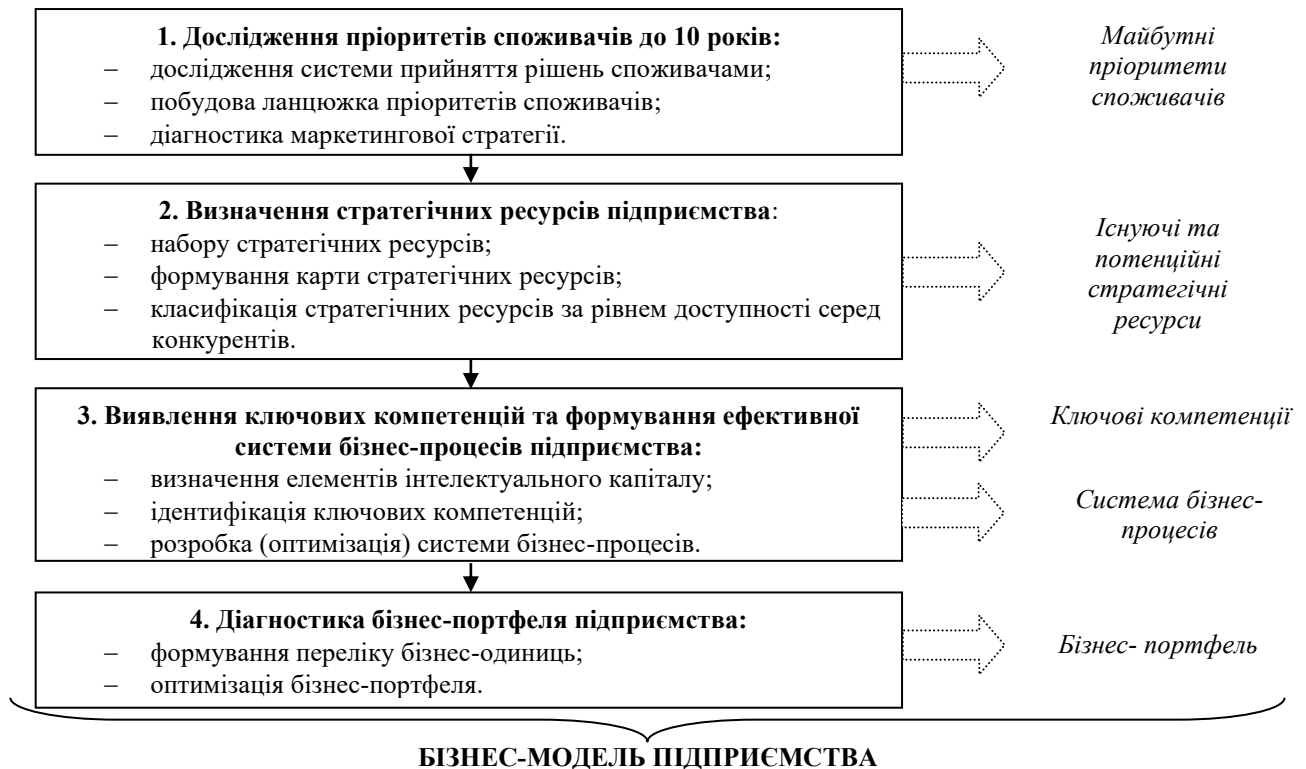 1. Дослідження пріоритетів споживачів до 10 років:
– дослідження системи прийняття рішень споживачами;
– побудова ланцюжка пріоритетів споживачів;
– діагностика маркетингової стратегії.
Майбутні
пріоритети
споживачів
2. Визначення стратегічних ресурсів підприємства:
– набору стратегічних ресурсів;
– формування карти стратегічних ресурсів;
– класифікація стратегічних ресурсів за рівнем доступності серед
конкурентів.
Існуючі та
потенційні
стратегічні
ресурси
3. Виявлення ключових компетенцій та формування ефективної
системи бізнес-процесів підприємства:
– визначення елементів інтелектуального капіталу;
– ідентифікація ключових компетенцій;
– розробка (оптимізація) системи бізнес-процесів.
Ключові компетенції
Система бізнес-
процесів
4. Діагностика бізнес-портфеля підприємства:
– формування переліку бізнес-одиниць;
– оптимізація бізнес-портфеля.
Бізнес- портфель
БІЗНЕС-МОДЕЛЬ ПІДПРИЄМСТВА